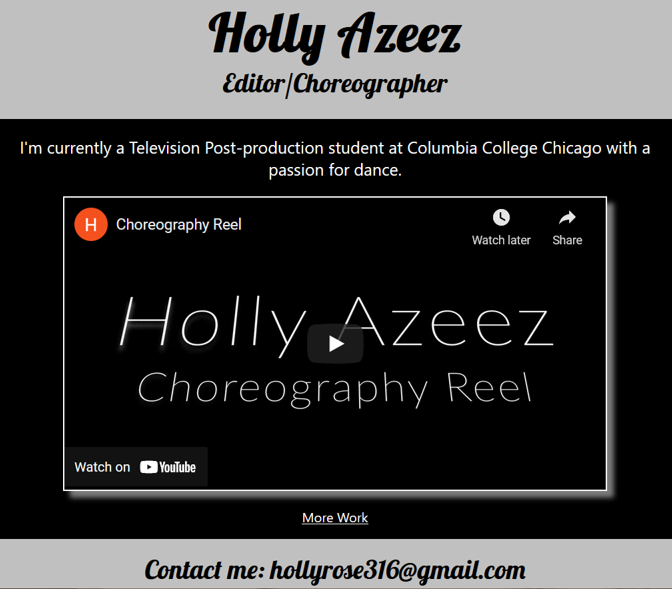 Holly Azeez
Editor/Choreographer
I'm currently a Television Post-production student at Columbia College Chicago with a
passion for dance.
H Choreography Reel
Watch later Share
Holly Azeez
Choreography Reel
Watch on YouTube
More Work
Contact me: hollyrose316@gmail.com